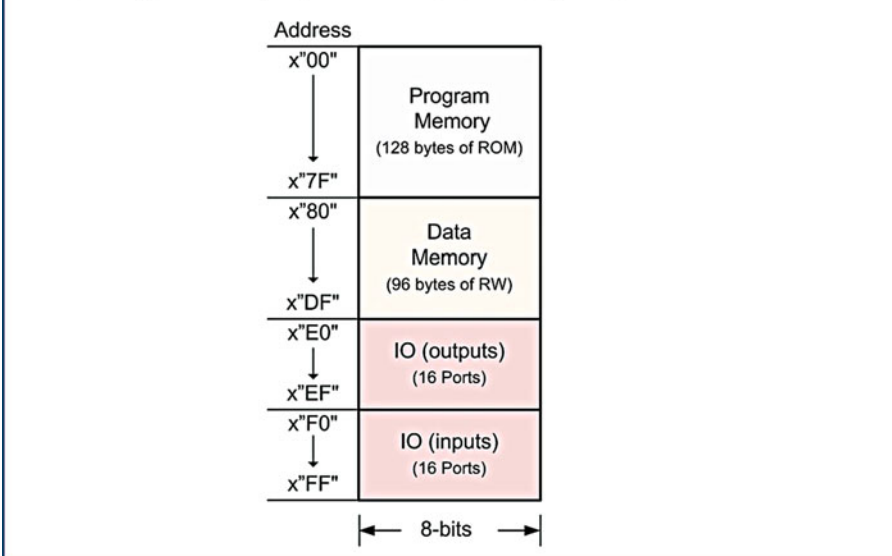 Address
x"00"
Program
Memory
(128 bytes of ROM)
x"7F"
x"80"
Data
Memory
(96 bytes of RW)
x"DF"
x"E0"
IO (outputs)
(16 Ports)
x"EF"
x"F0"
IO (inputs)
(16 Ports)
x"FF"
8-bits